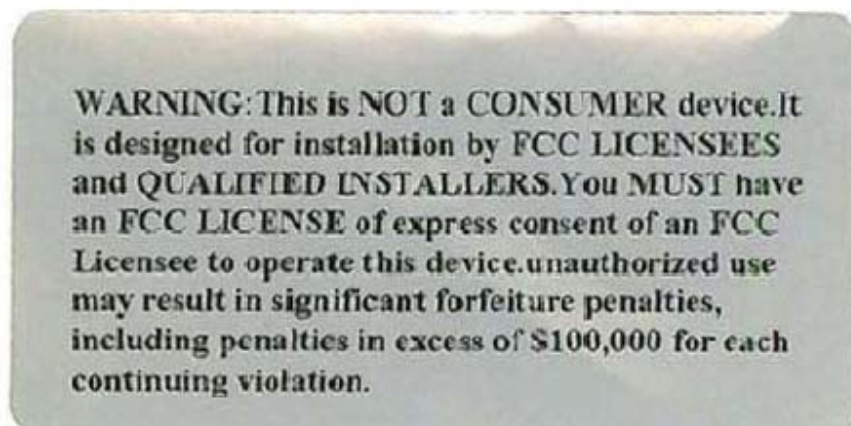 WARNING:This is NOT a CONSUMER device.It
is designed for installation by FCC LICENSEES
and QUALIFIED INSTALLERS.You MUST have
an FCC LICENSE of express consent of an FCC
Licensee to operate this device.unauthorized use
may result in significant forfeiture penalties,
including penalties in excess of $100,000 for each
continuing violation.